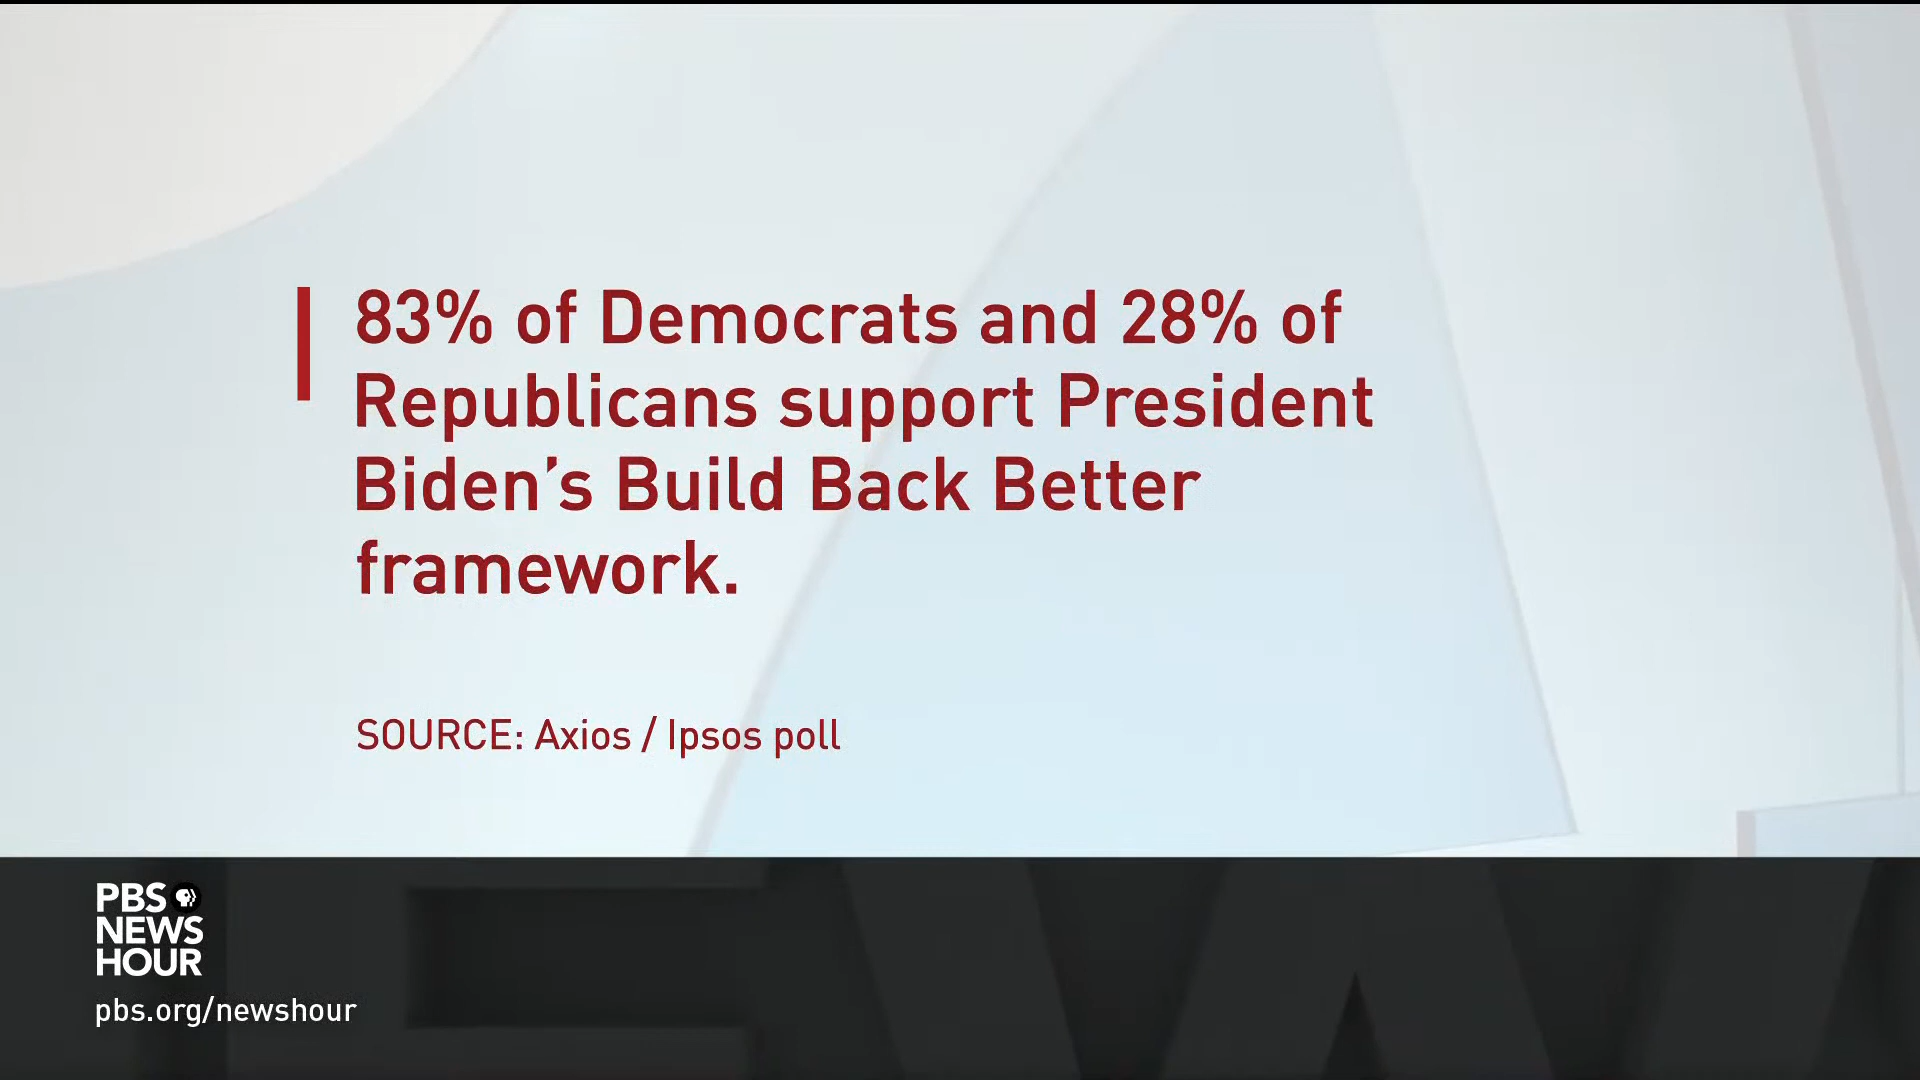 83% of Democrats and 28% of
Republicans support President
Biden’s Build Back Better
framework.
SOURCE: Axios / Ipsos poll
PBS
NEWS
HOUR
pbs.org/newshour